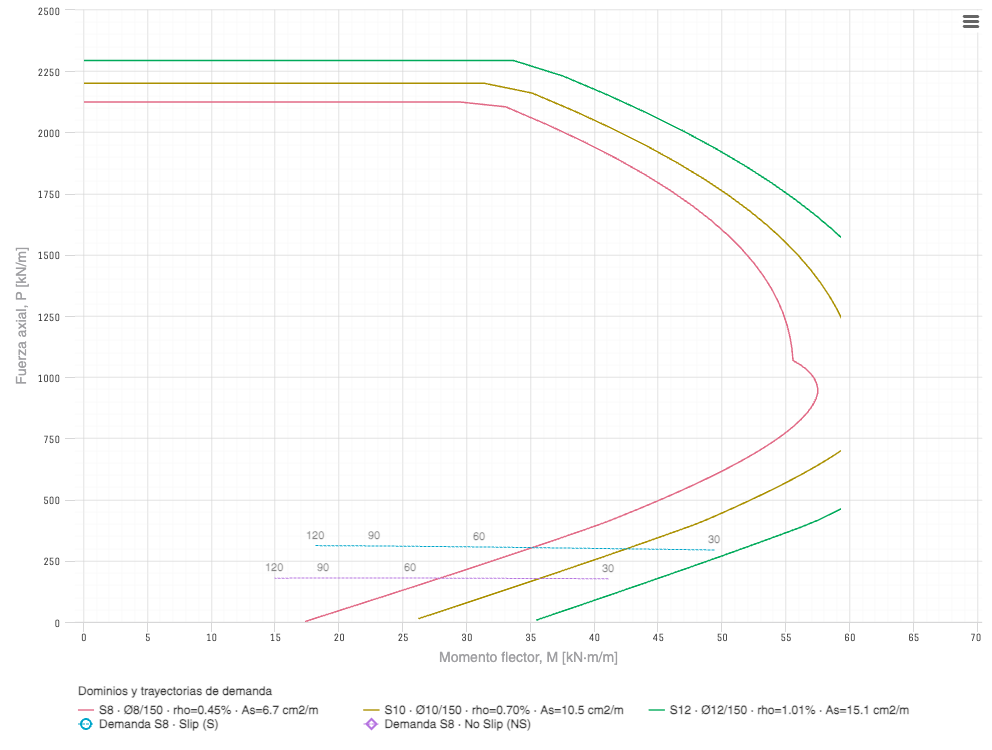 2500
2250
2000
1750
1500
1250
1000
750
500
250
0
Fuerza axial, P [kN/m]
120 90 60 30
120 90 60 30
0 5 10 15 20 25 30 35 40 45 50 55 60 65 70
Momento flector, M [kN·m/m]
Dominios y trayectorias de demanda
S8 · Ø8/150 · rho=0.45% · As=6.7 cm2/m S10 · Ø10/150 · rho=0.70% · As=10.5 cm2/m S12 · Ø12/150 · rho=1.01% · As=15.1 cm2/m
Demanda S8 · Slip (S) Demanda S8 · No Slip (NS)